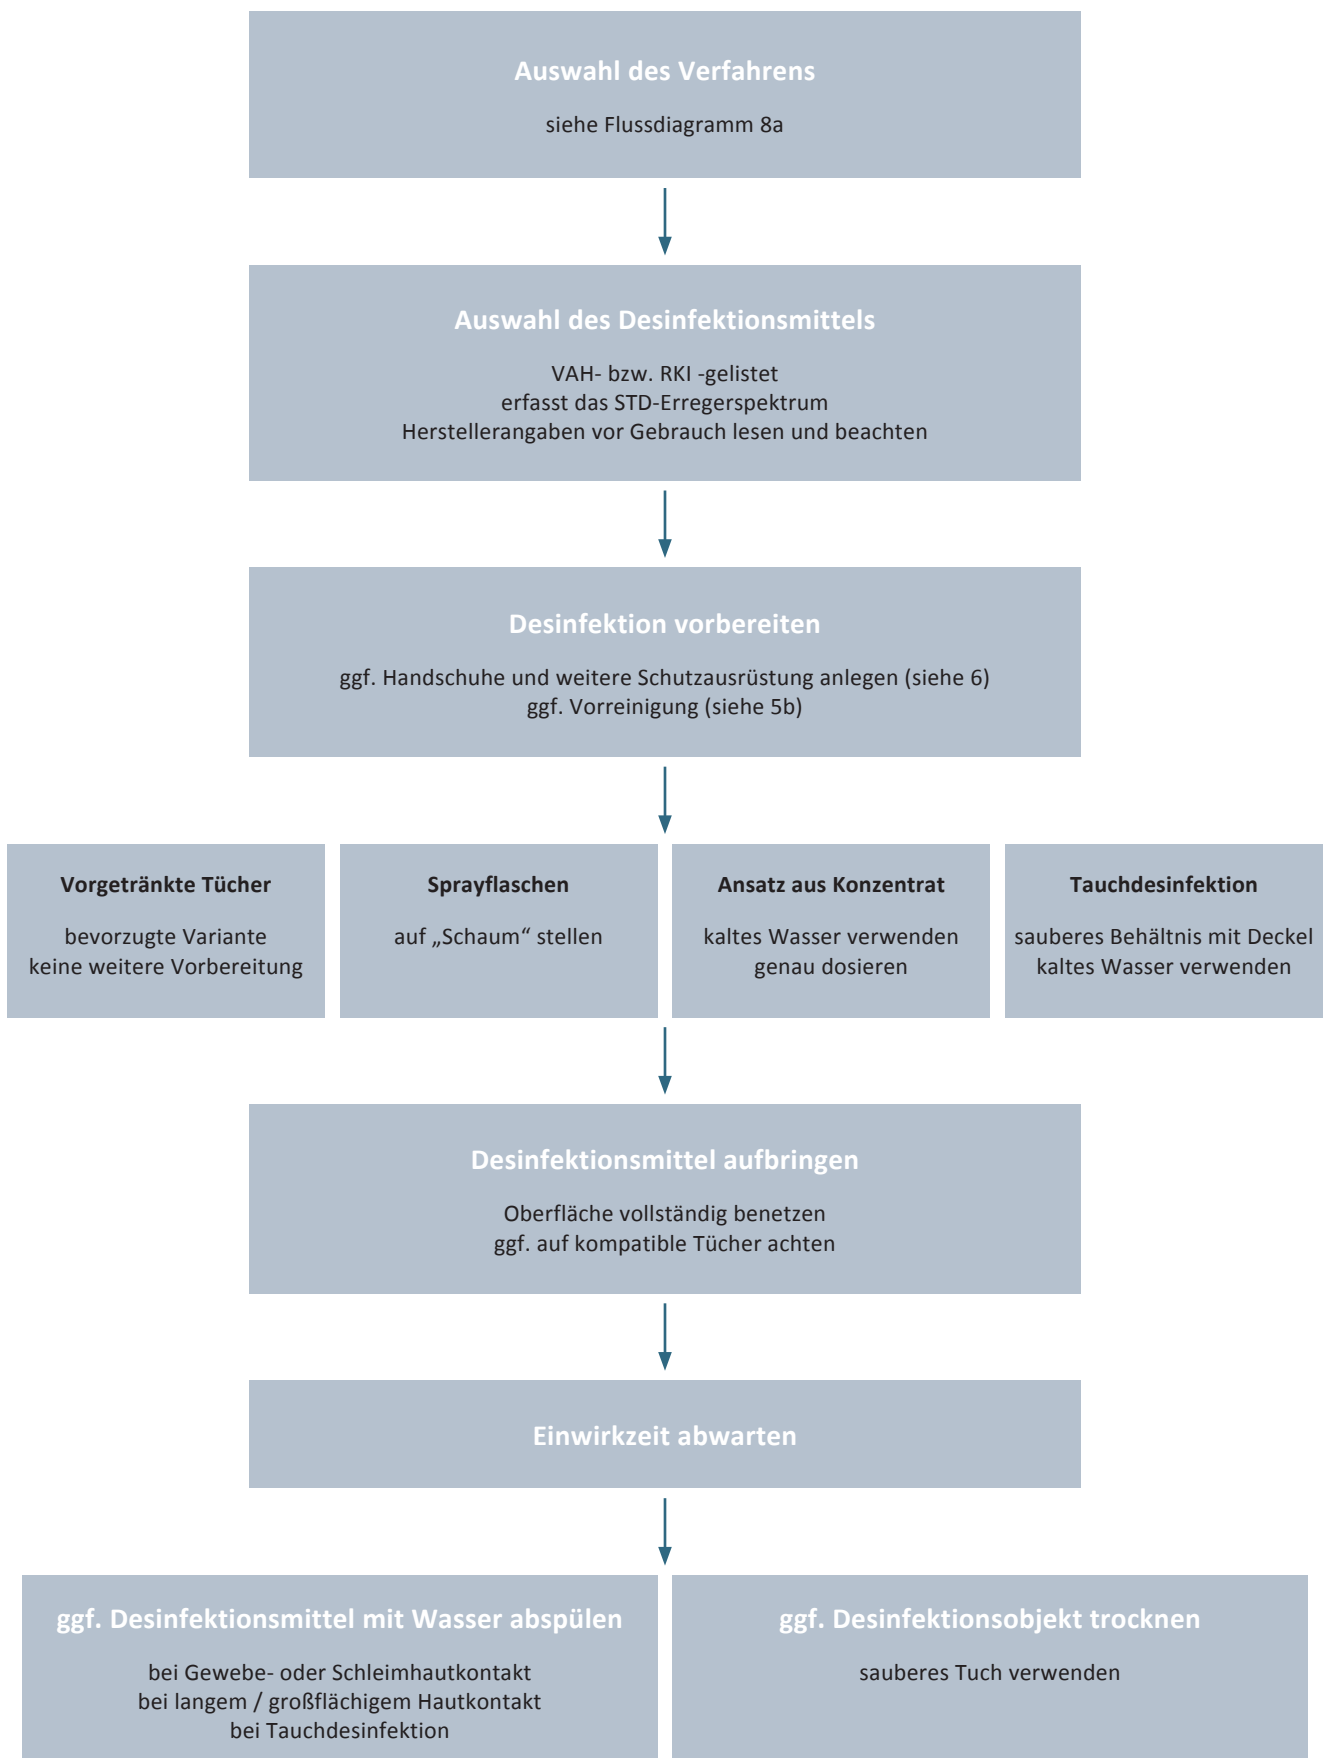 Auswahl des Verfahrens
siehe Flussdiagramm 8a
Auswahl des Desinfektionsmittels
VAH- bzw. RKI -gelistet
erfasst das STD-Erregerspektrum
Herstellerangaben vor Gebrauch lesen und beachten
Desinfektion vorbereiten
ggf. Handschuhe und weitere Schutzausrüstung anlegen (siehe 6)
ggf. Vorreinigung (siehe 5b)
Vorgetränkte Tücher
bevorzugte Variante
keine weitere Vorbereitung
Sprayflaschen
auf „Schaum“ stellen
Ansatz aus Konzentrat
kaltes Wasser verwenden
genau dosieren
Tauchdesinfektion
sauberes Behältnis mit Deckel
kaltes Wasser verwenden
Desinfektionsmittel aufbringen
Oberfläche vollständig benetzen
ggf. auf kompatible Tücher achten
Einwirkzeit abwarten
ggf. Desinfektionsmittel mit Wasser abspülen
bei Gewebe- oder Schleimhautkontakt
bei langem / großflächigem Hautkontakt
bei Tauchdesinfektion
ggf. Desinfektionsobjekt trocknen
sauberes Tuch verwenden